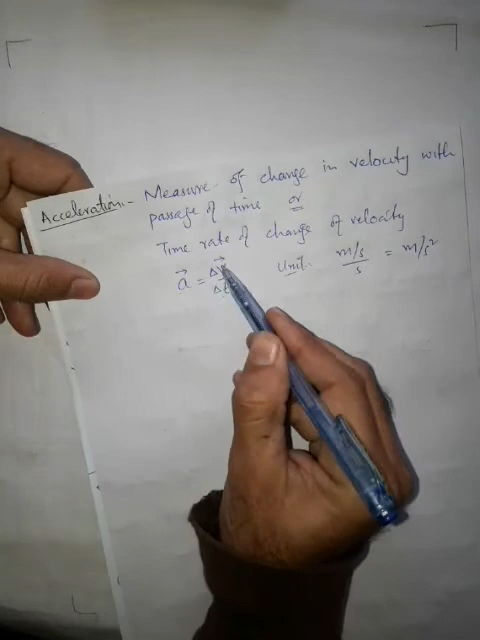 Acceleration:- Measure of change in velocity with
passage of time or
Time rate of change of velocity
a⃗ = Δv⃗/Δt Unit:- m/s/s = m/s²